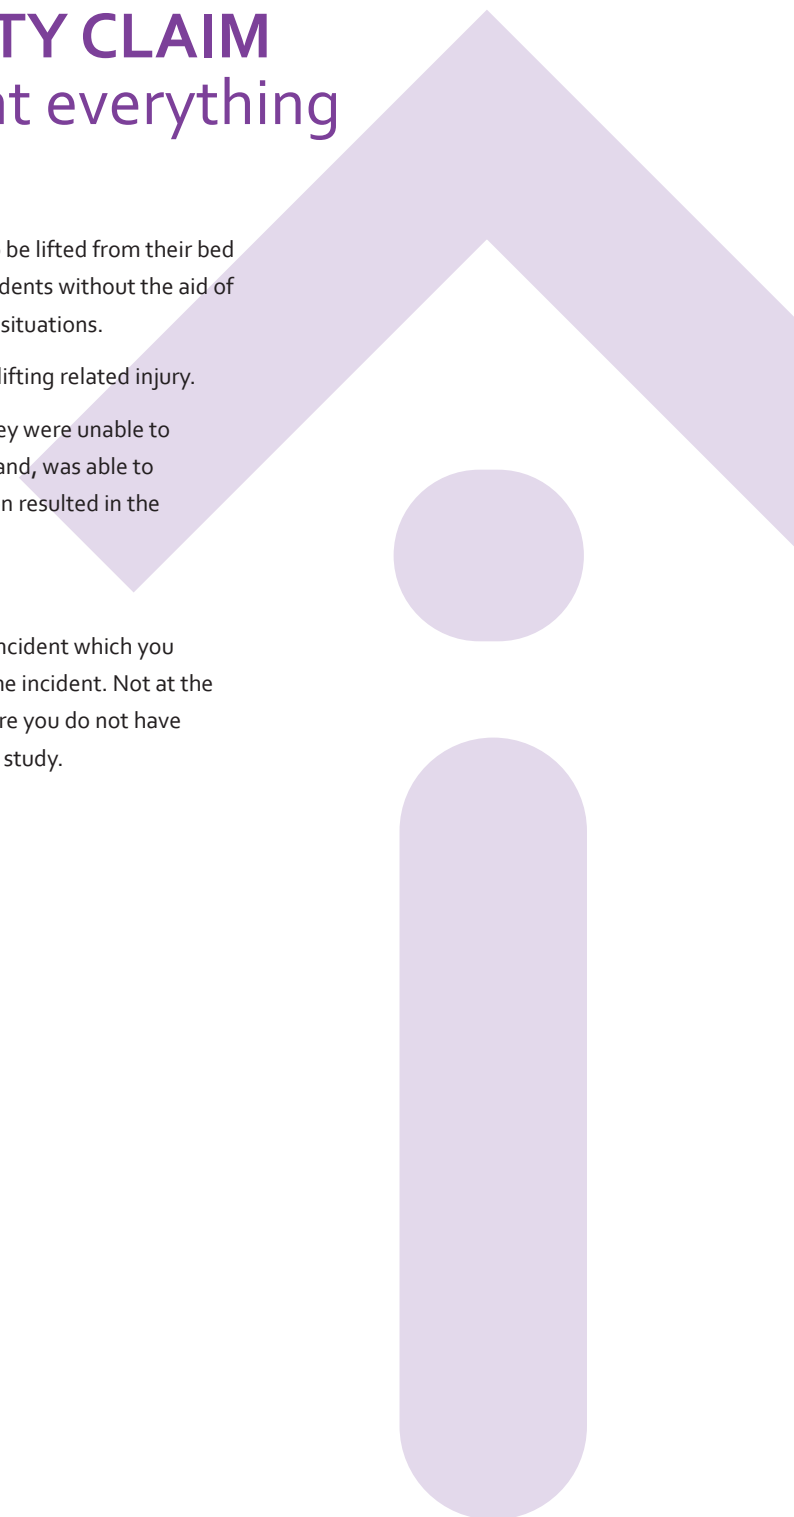 TY CLAIM
nt everything
be lifted from their bed
dents without the aid of
situations.
lifting related injury.
ey were unable to
and, was able to
n resulted in the
ncident which you
he incident. Not at the
re you do not have
study.